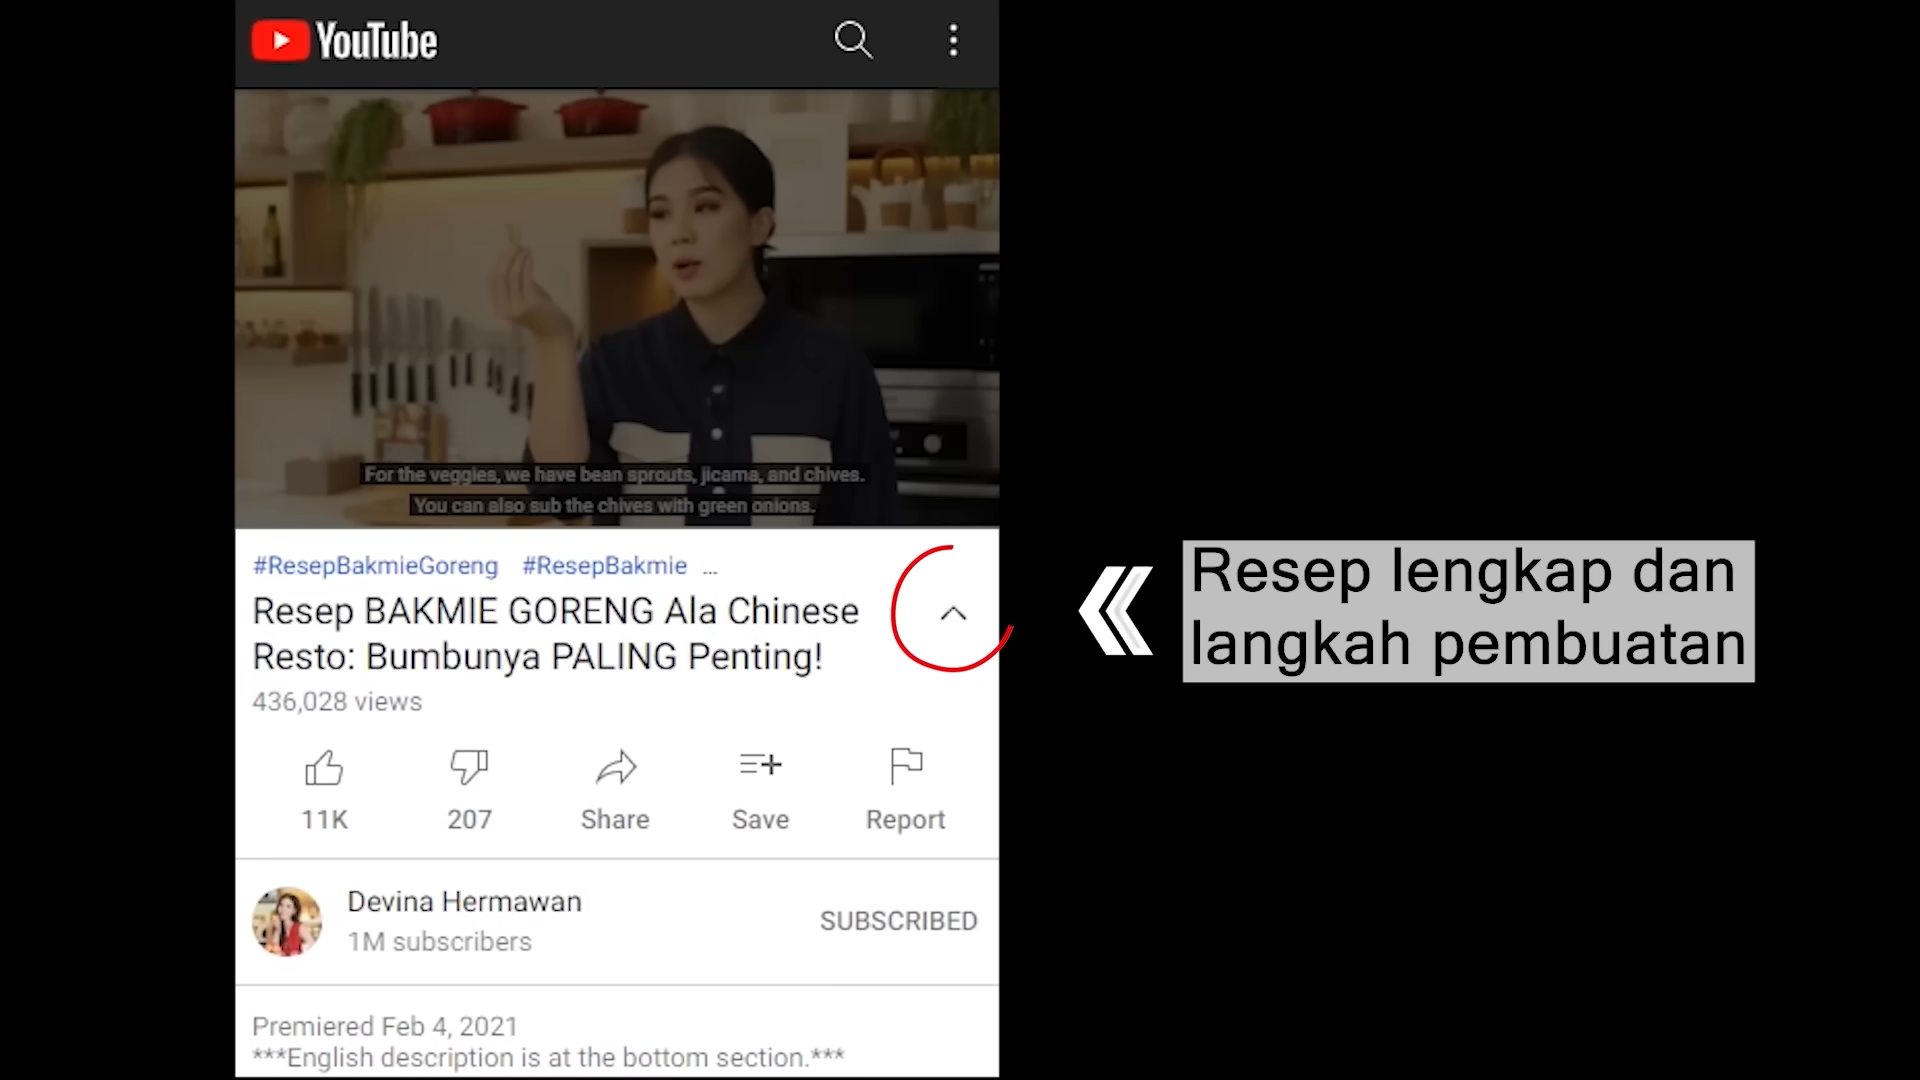 YouTube
For the veggies, we have bean sprouts, jicama, and chives.
You can also sub the chives with green onions.
#ResepBakmieGoreng #ResepBakmie ...
Resep BAKMIE GORENG Ala Chinese
Resto: Bumbunya PALING Penting!
436,028 views
11K 207 Share Save Report
Devina Hermawan
1M subscribers
SUBSCRIBED
Premiered Feb 4, 2021
***English description is at the bottom section.***
Resep lengkap dan
langkah pembuatan